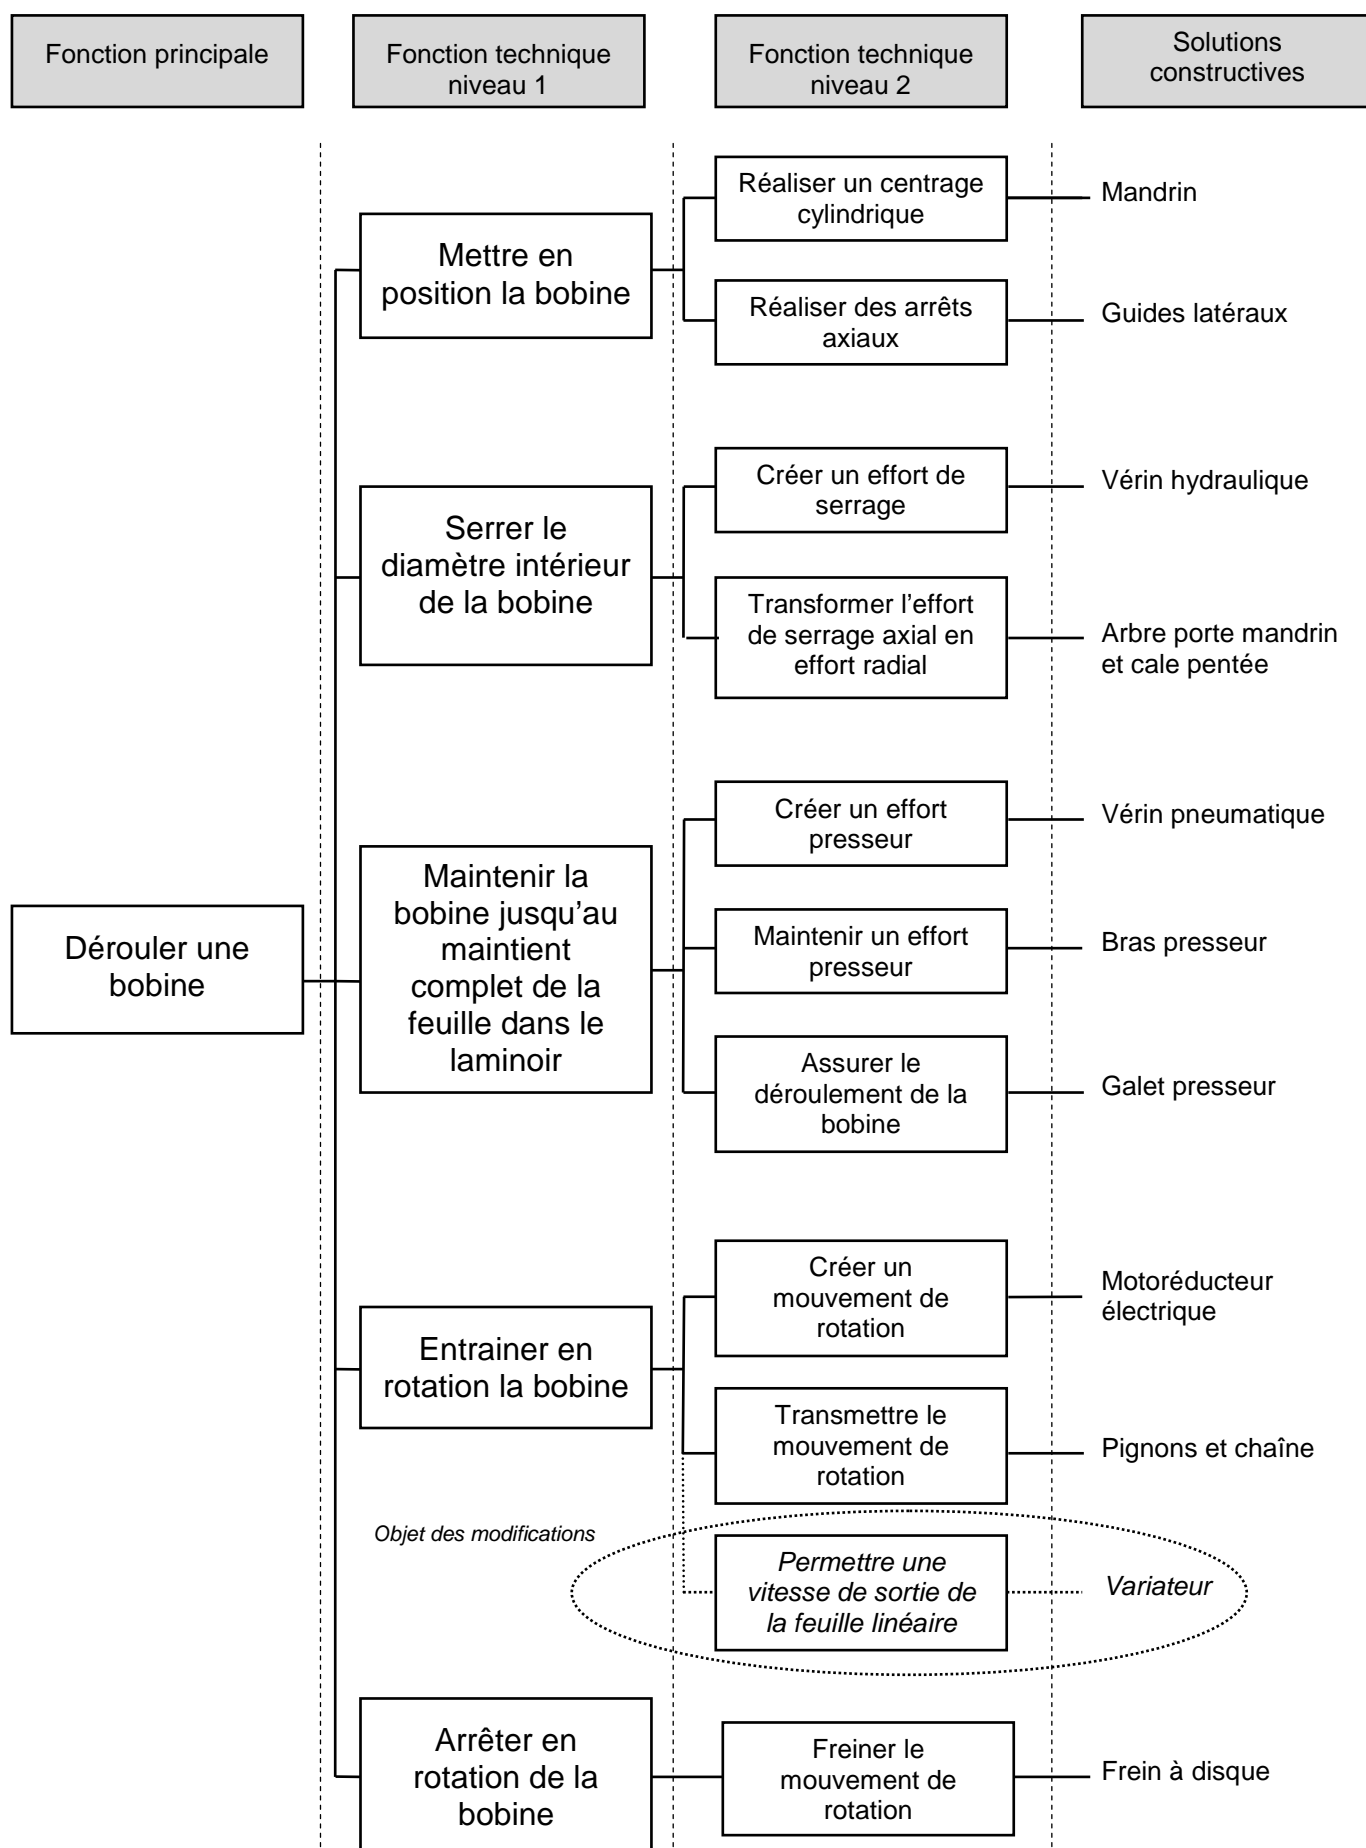 Fonction principale
Fonction technique
niveau 1
Fonction technique
niveau 2
Solutions
constructives
Réaliser un centrage
cylindrique
Mandrin
Mettre en
position la bobine
Réaliser des arrêts
axiaux
Guides latéraux
Créer un effort de
serrage
Vérin hydraulique
Serrer le
diamètre intérieur
de la bobine
Transformer l’effort
de serrage axial en
effort radial
Arbre porte mandrin
et cale pentée
Créer un effort
presseur
Vérin pneumatique
Maintenir la
bobine jusqu’au
maintient
complet de la
feuille dans le
laminoir
Dérouler une
bobine
Maintenir un effort
presseur
Bras presseur
Assurer le
déroulement de la
bobine
Galet presseur
Créer un
mouvement de
rotation
Motoréducteur
électrique
Entrainer en
rotation la bobine
Transmettre le
mouvement de
rotation
Pignons et chaîne
Objet des modifications
Permettre une
vitesse de sortie de
la feuille linéaire
Variateur
Arrêter en
rotation de la
bobine
Freiner le
mouvement de
rotation
Frein à disque